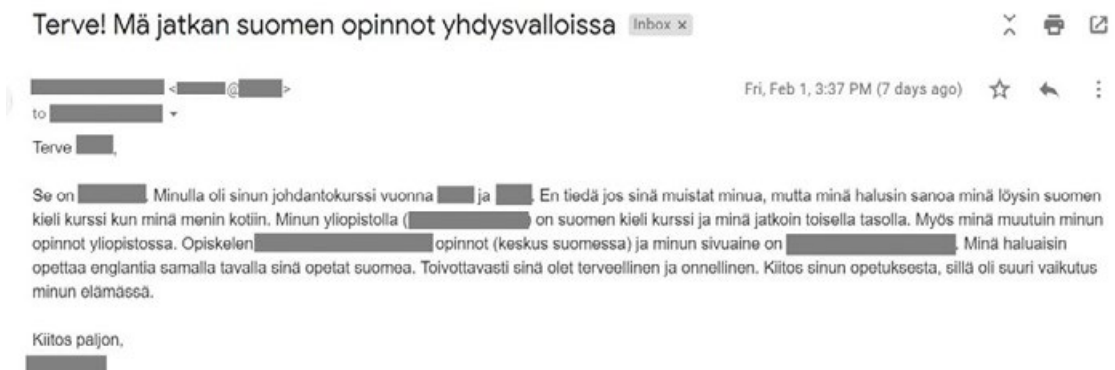 Terve! Mä jatkan suomen opinnot yhdysvalloissa Inbox x
< @ > Fri, Feb 1, 3:37 PM (7 days ago)
to
Terve ,
Se on . Minulla oli sinun johdantokurssi vuonna ja . En tiedä jos sinä muistat minua, mutta minä halusin sanoa minä löysin suomen
kieli kurssi kun minä menin kotiin. Minun yliopistolla ( ) on suomen kieli kurssi ja minä jatkoin toisella tasolla. Myös minä muutuin minun
opinnot yliopistossa. Opiskelen opinnot (keskus suomessa) ja minun sivuaine on . Minä haluaisin
opettaa englantia samalla tavalla sinä opetat suomea. Toivottavasti sinä olet terveellinen ja onnellinen. Kiitos sinun opetuksesta, sillä oli suuri vaikutus
minun elämässä.
Kiitos paljon,